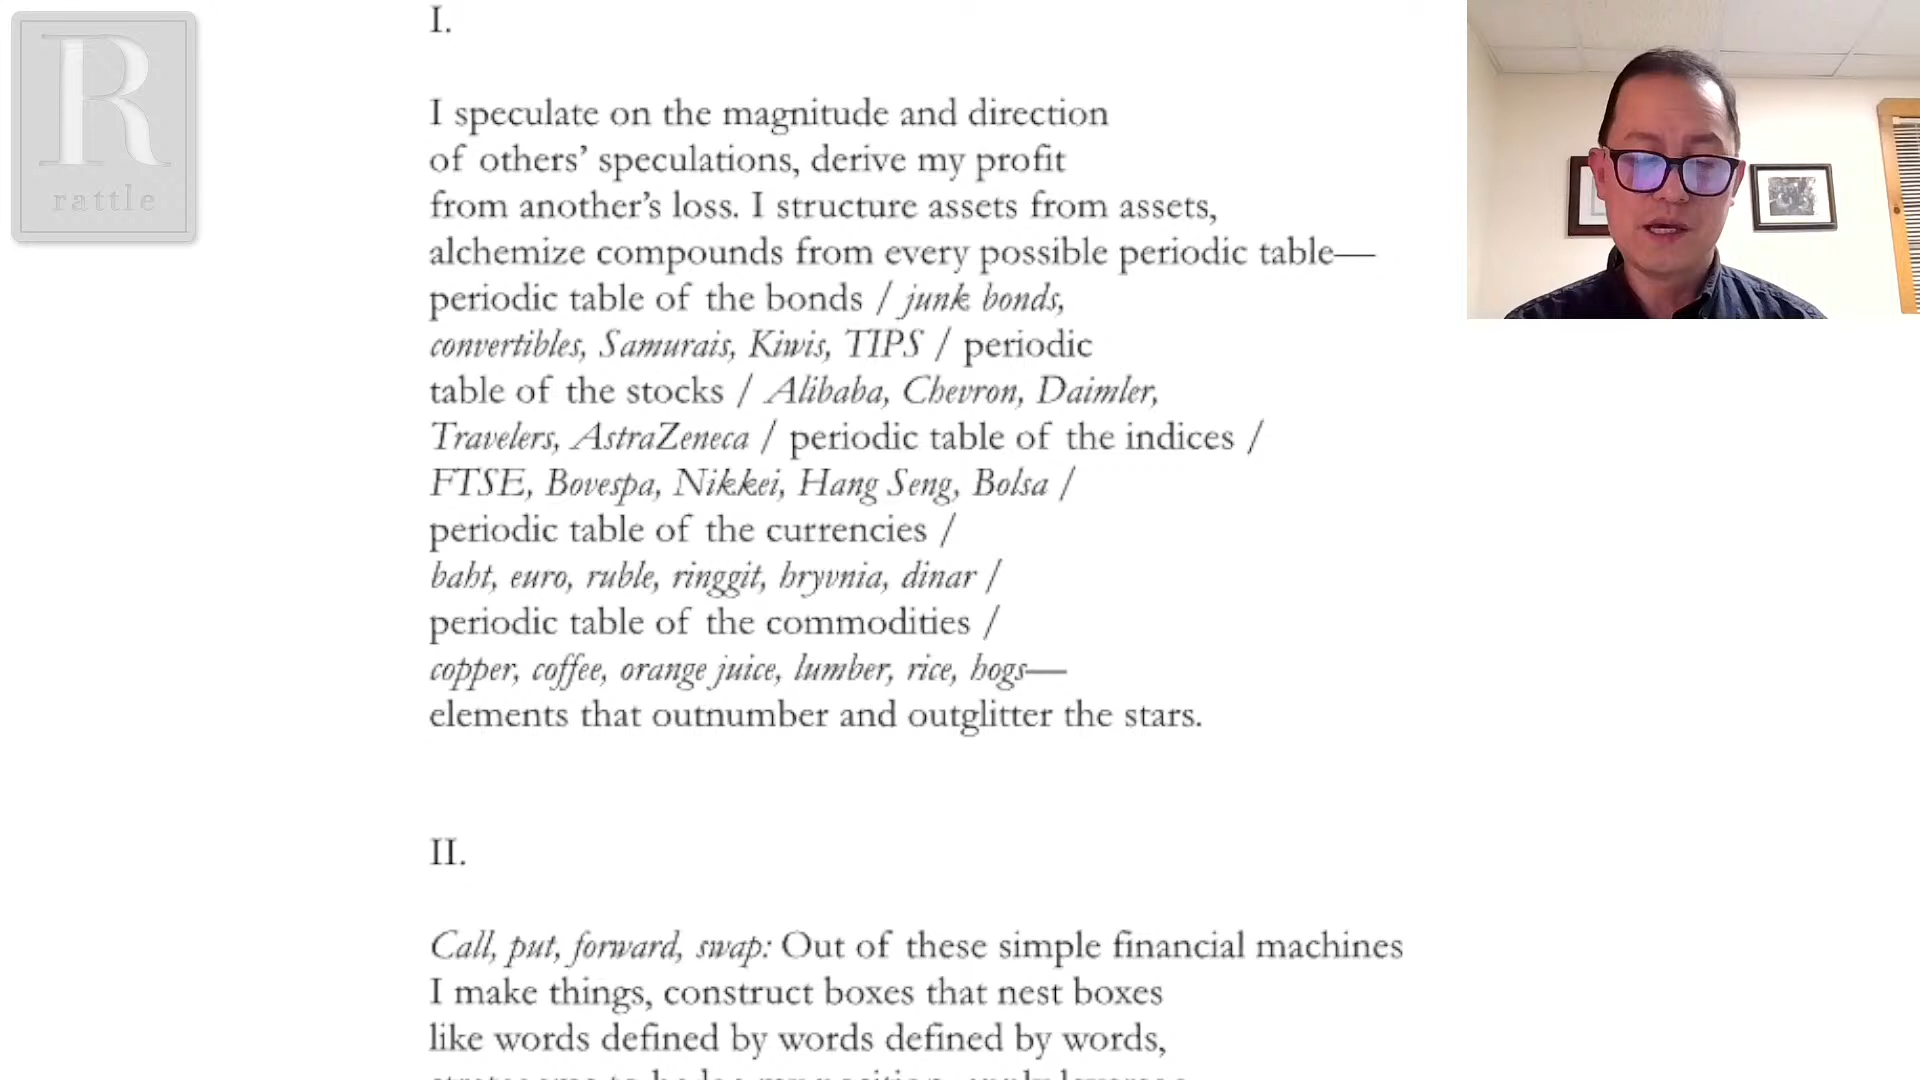 R
rattle
I.
I speculate on the magnitude and direction
of others’ speculations, derive my profit
from another’s loss. I structure assets from assets,
alchemize compounds from every possible periodic table—
periodic table of the bonds / junk bonds,
convertibles, Samurais, Kiwis, TIPS / periodic
table of the stocks / Alibaba, Chevron, Daimler,
Travelers, AstraZeneca / periodic table of the indices /
FTSE, Bovespa, Nikkei, Hang Seng, Bolsa /
periodic table of the currencies /
baht, euro, ruble, ringgit, hryvnia, dinar /
periodic table of the commodities /
copper, coffee, orange juice, lumber, rice, hogs—
elements that outnumber and outglitter the stars.
II.
Call, put, forward, swap: Out of these simple financial machines
I make things, construct boxes that nest boxes
like words defined by words defined by words,